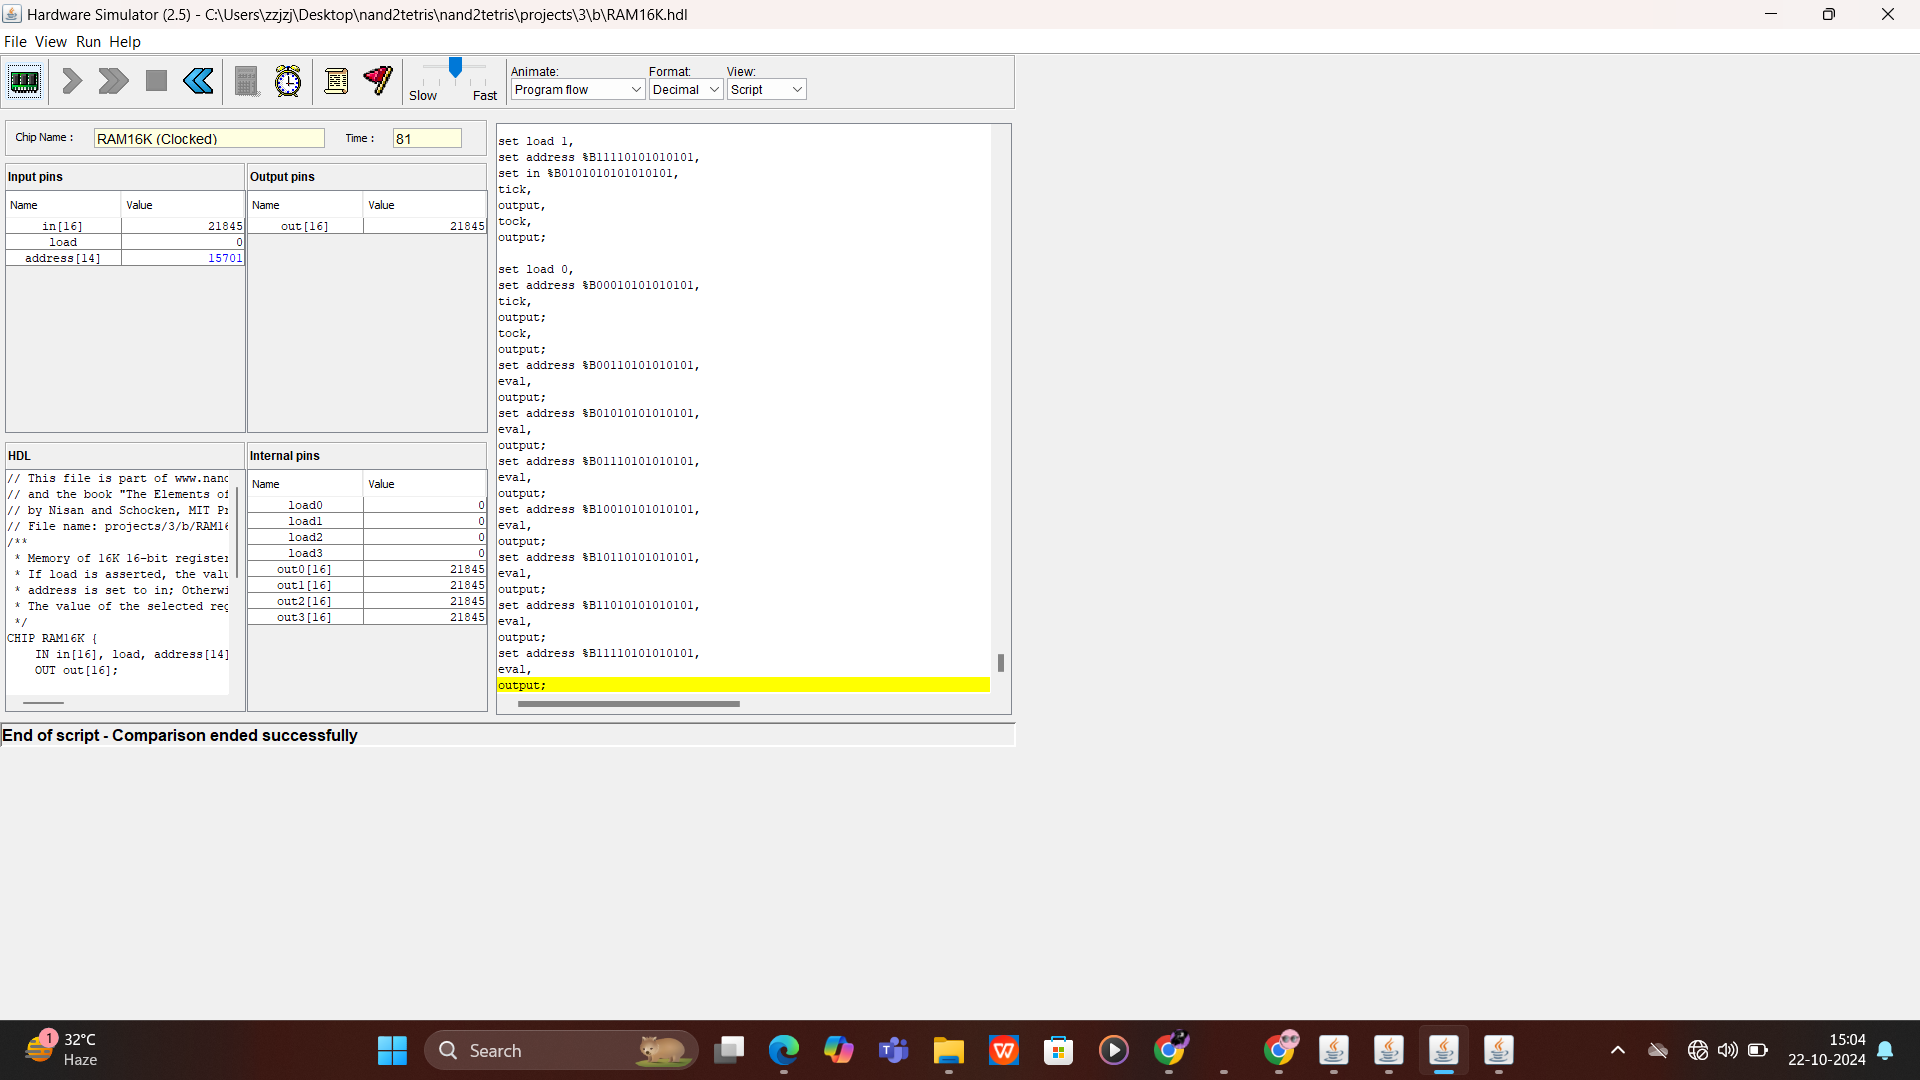 Hardware Simulator (2.5) - C:\Users\zzjzj\Desktop\nand2tetris\nand2tetris\projects\3\b\RAM16K.hdl
File View Run Help
Slow Fast
Animate:
Program flow
Format:
Decimal
View:
Script
Chip Name :
RAM16K (Clocked)
Time :
81
Input pins
Name Value
in[16] 21845
load 0
address[14] 15701
Output pins
Name Value
out[16] 21845
HDL
// This file is part of www.nanc
// and the book "The Elements of
// by Nisan and Schocken, MIT Pr
// File name: projects/3/b/RAM16
/**
* Memory of 16K 16-bit register
* If load is asserted, the valu
* address is set to in; Otherwi
* The value of the selected reg
*/
CHIP RAM16K {
IN in[16], load, address[14]
OUT out[16];
Internal pins
Name Value
load0 0
load1 0
load2 0
load3 0
out0[16] 21845
out1[16] 21845
out2[16] 21845
out3[16] 21845
set load 1,
set address %B11110101010101,
set in %B0101010101010101,
tick,
output,
tock,
output;
set load 0,
set address %B00010101010101,
tick,
output;
tock,
output;
set address %B00110101010101,
eval,
output;
set address %B01010101010101,
eval,
output;
set address %B01110101010101,
eval,
output;
set address %B10010101010101,
eval,
output;
set address %B10110101010101,
eval,
output;
set address %B11010101010101,
eval,
output;
set address %B11110101010101,
eval,
output;
End of script - Comparison ended successfully
1
32°C
Haze
Search
15:04
22-10-2024